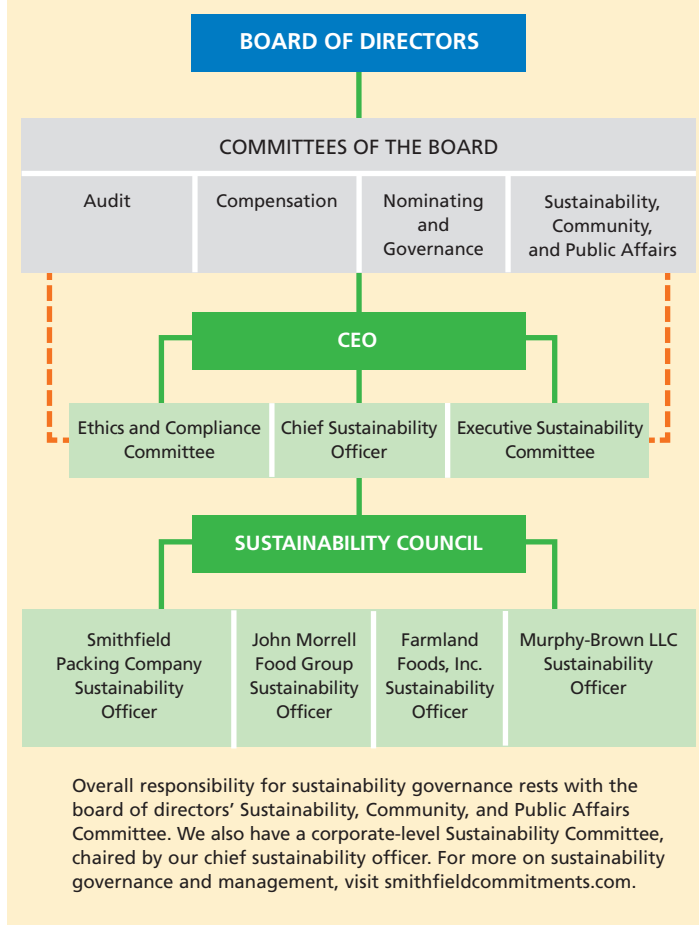 BOARD OF DIRECTORS
COMMITTEES OF THE BOARD
Audit
Compensation
Nominating
and
Governance
Sustainability,
Community,
and Public Affairs
CEO
Ethics and Compliance
Committee
Chief Sustainability
Officer
Executive Sustainability
Committee
SUSTAINABILITY COUNCIL
Smithfield
Packing Company
Sustainability
Officer
John Morrell
Food Group
Sustainability
Officer
Farmland
Foods, Inc.
Sustainability
Officer
Murphy-Brown LLC
Sustainability
Officer
Overall responsibility for sustainability governance rests with the
board of directors’ Sustainability, Community, and Public Affairs
Committee. We also have a corporate-level Sustainability Committee,
chaired by our chief sustainability officer. For more on sustainability
governance and management, visit smithfieldcommitments.com.